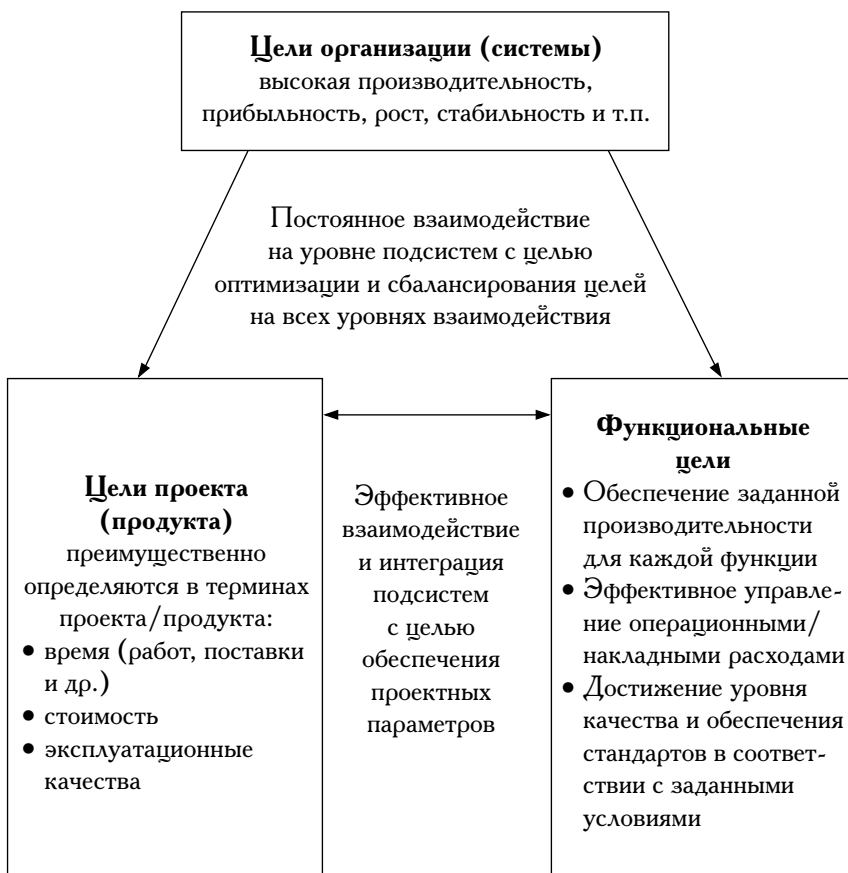 Цели организации (системы)
высокая производительность,
прибыльность, рост, стабильность и т.п.
Постоянное взаимодействие
на уровне подсистем с целью
оптимизации и сбалансирования целей
на всех уровнях взаимодействия
Цели проекта
(продукта)
преимущественно
определяются в терминах
проекта/продукта:
• время (работ, поставки
и др.)
• стоимость
• эксплуатационные
качества
Эффективное
взаимодействие
и интеграция
подсистем
с целью
обеспечения
проектных
параметров
Функциональные
цели
• Обеспечение заданной
производительности
для каждой функции
• Эффективное управле-
ние операционными/
накладными расходами
• Достижение уровня
качества и обеспечения
стандартов в соответ-
ствии с заданными
условиями